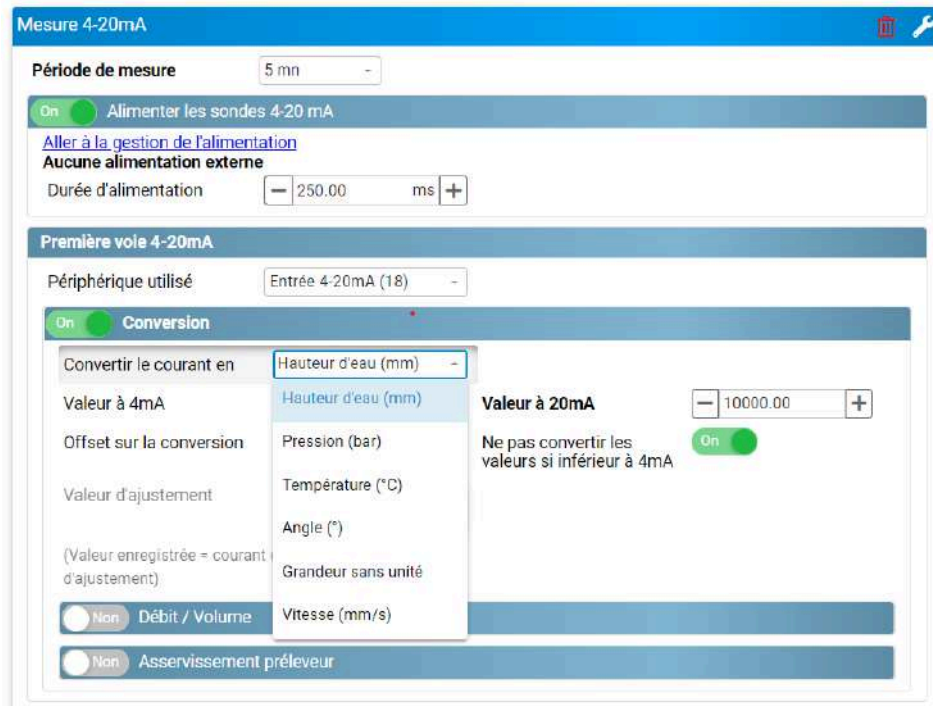 Mesure 4-20mA
Période de mesure
5 mn
On
Alimenter les sondes 4-20 mA
Aller à la gestion de l'alimentation
Aucune alimentation externe
Durée d'alimentation
250.00
ms
Première voie 4-20mA
Périphérique utilisé
Entrée 4-20mA (18)
On
Conversion
Convertir le courant en
Hauteur d'eau (mm)
Valeur à 4mA
Hauteur d'eau (mm)
Valeur à 20mA
10000.00
Offset sur la conversion
Pression (bar)
Ne pas convertir les
valeurs si inférieur à 4mA
On
Température (°C)
Valeur d'ajustement
Angle (°)
(Valeur enregistrée = courant
d'ajustement)
Grandeur sans unité
Vitesse (mm/s)
Non
Débit / Volume
Non
Asservissement préleveur